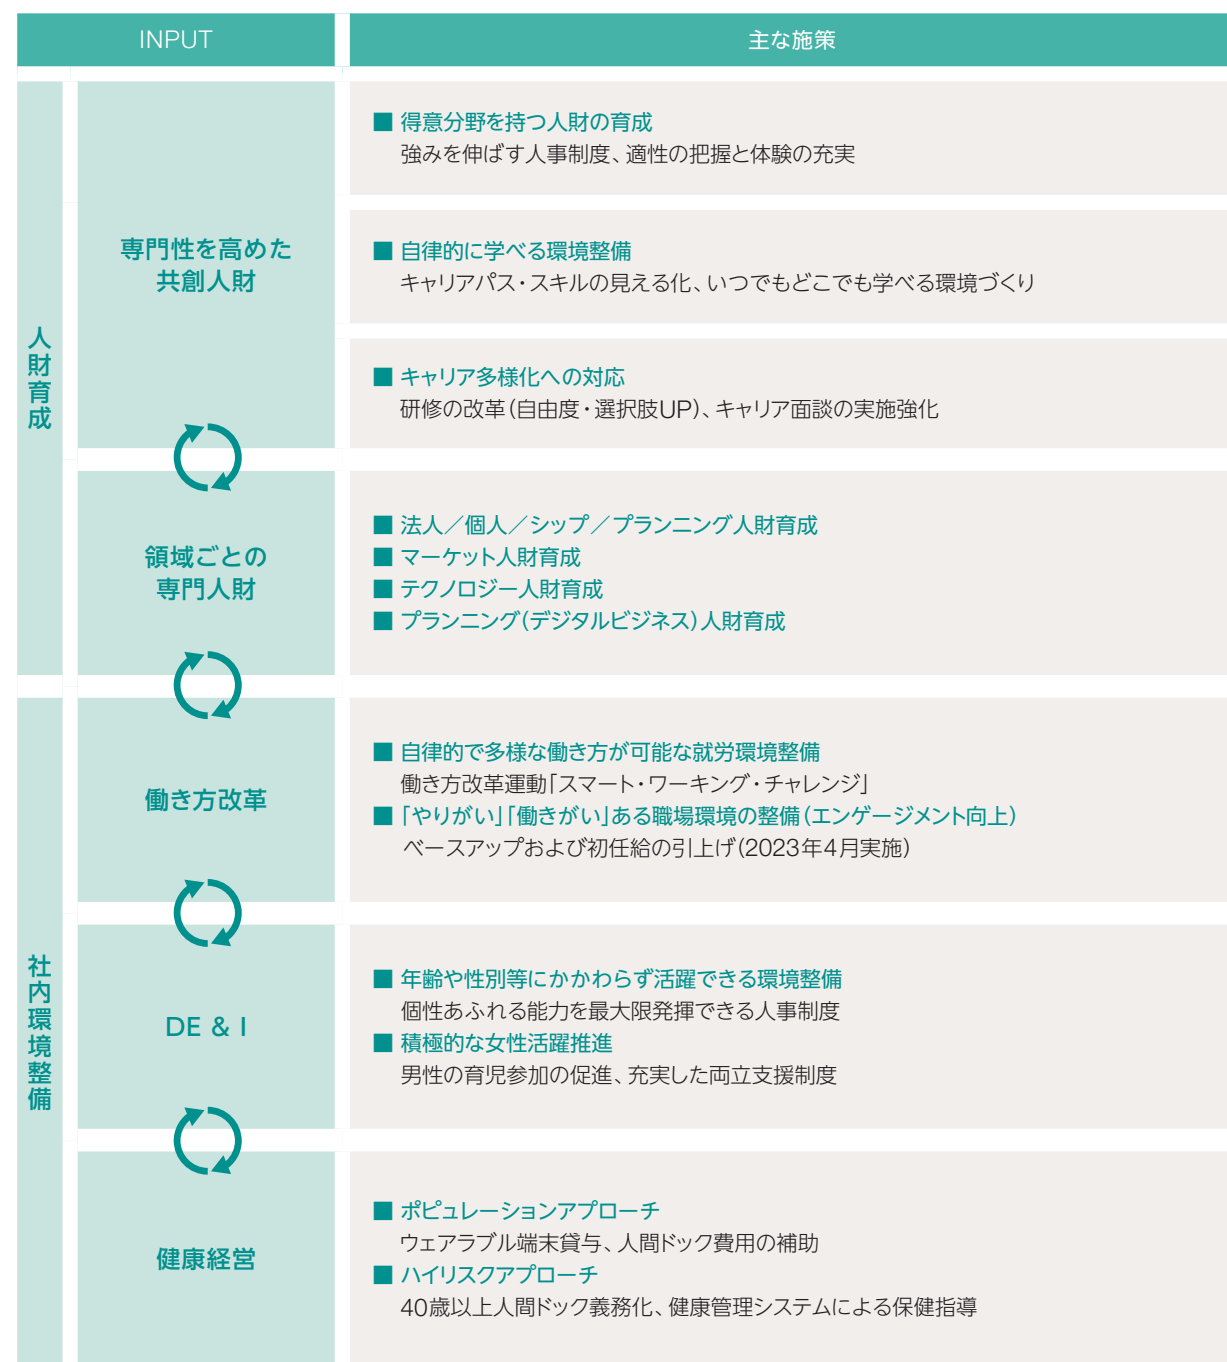 INPUT
主な施策
人財育成
専門性を高めた
共創人財
■ 得意分野を持つ人財の育成
強みを伸ばす人事制度、適性の把握と体験の充実
■ 自律的に学べる環境整備
キャリアパス・スキルの見える化、いつでもどこでも学べる環境づくり
■ キャリア多様化への対応
研修の改革（自由度・選択肢UP）、キャリア面談の実施強化
領域ごとの
専門人財
■ 法人／個人／シップ／プランニング人財育成
■ マーケット人財育成
■ テクノロジー人財育成
■ プランニング（デジタルビジネス）人財育成
社内環境整備
働き方改革
■ 自律的で多様な働き方が可能な就労環境整備
働き方改革運動「スマート・ワーキング・チャレンジ」
■ 「やりがい」「働きがい」ある職場環境の整備（エンゲージメント向上）
ベースアップおよび初任給の引上げ（2023年4月実施）
DE & I
■ 年齢や性別等にかかわらず活躍できる環境整備
個性あふれる能力を最大限発揮できる人事制度
■ 積極的な女性活躍推進
男性の育児参加の促進、充実した両立支援制度
健康経営
■ ポピュレーションアプローチ
ウェアラブル端末貸与、人間ドック費用の補助
■ ハイリスクアプローチ
40歳以上人間ドック義務化、健康管理システムによる保健指導